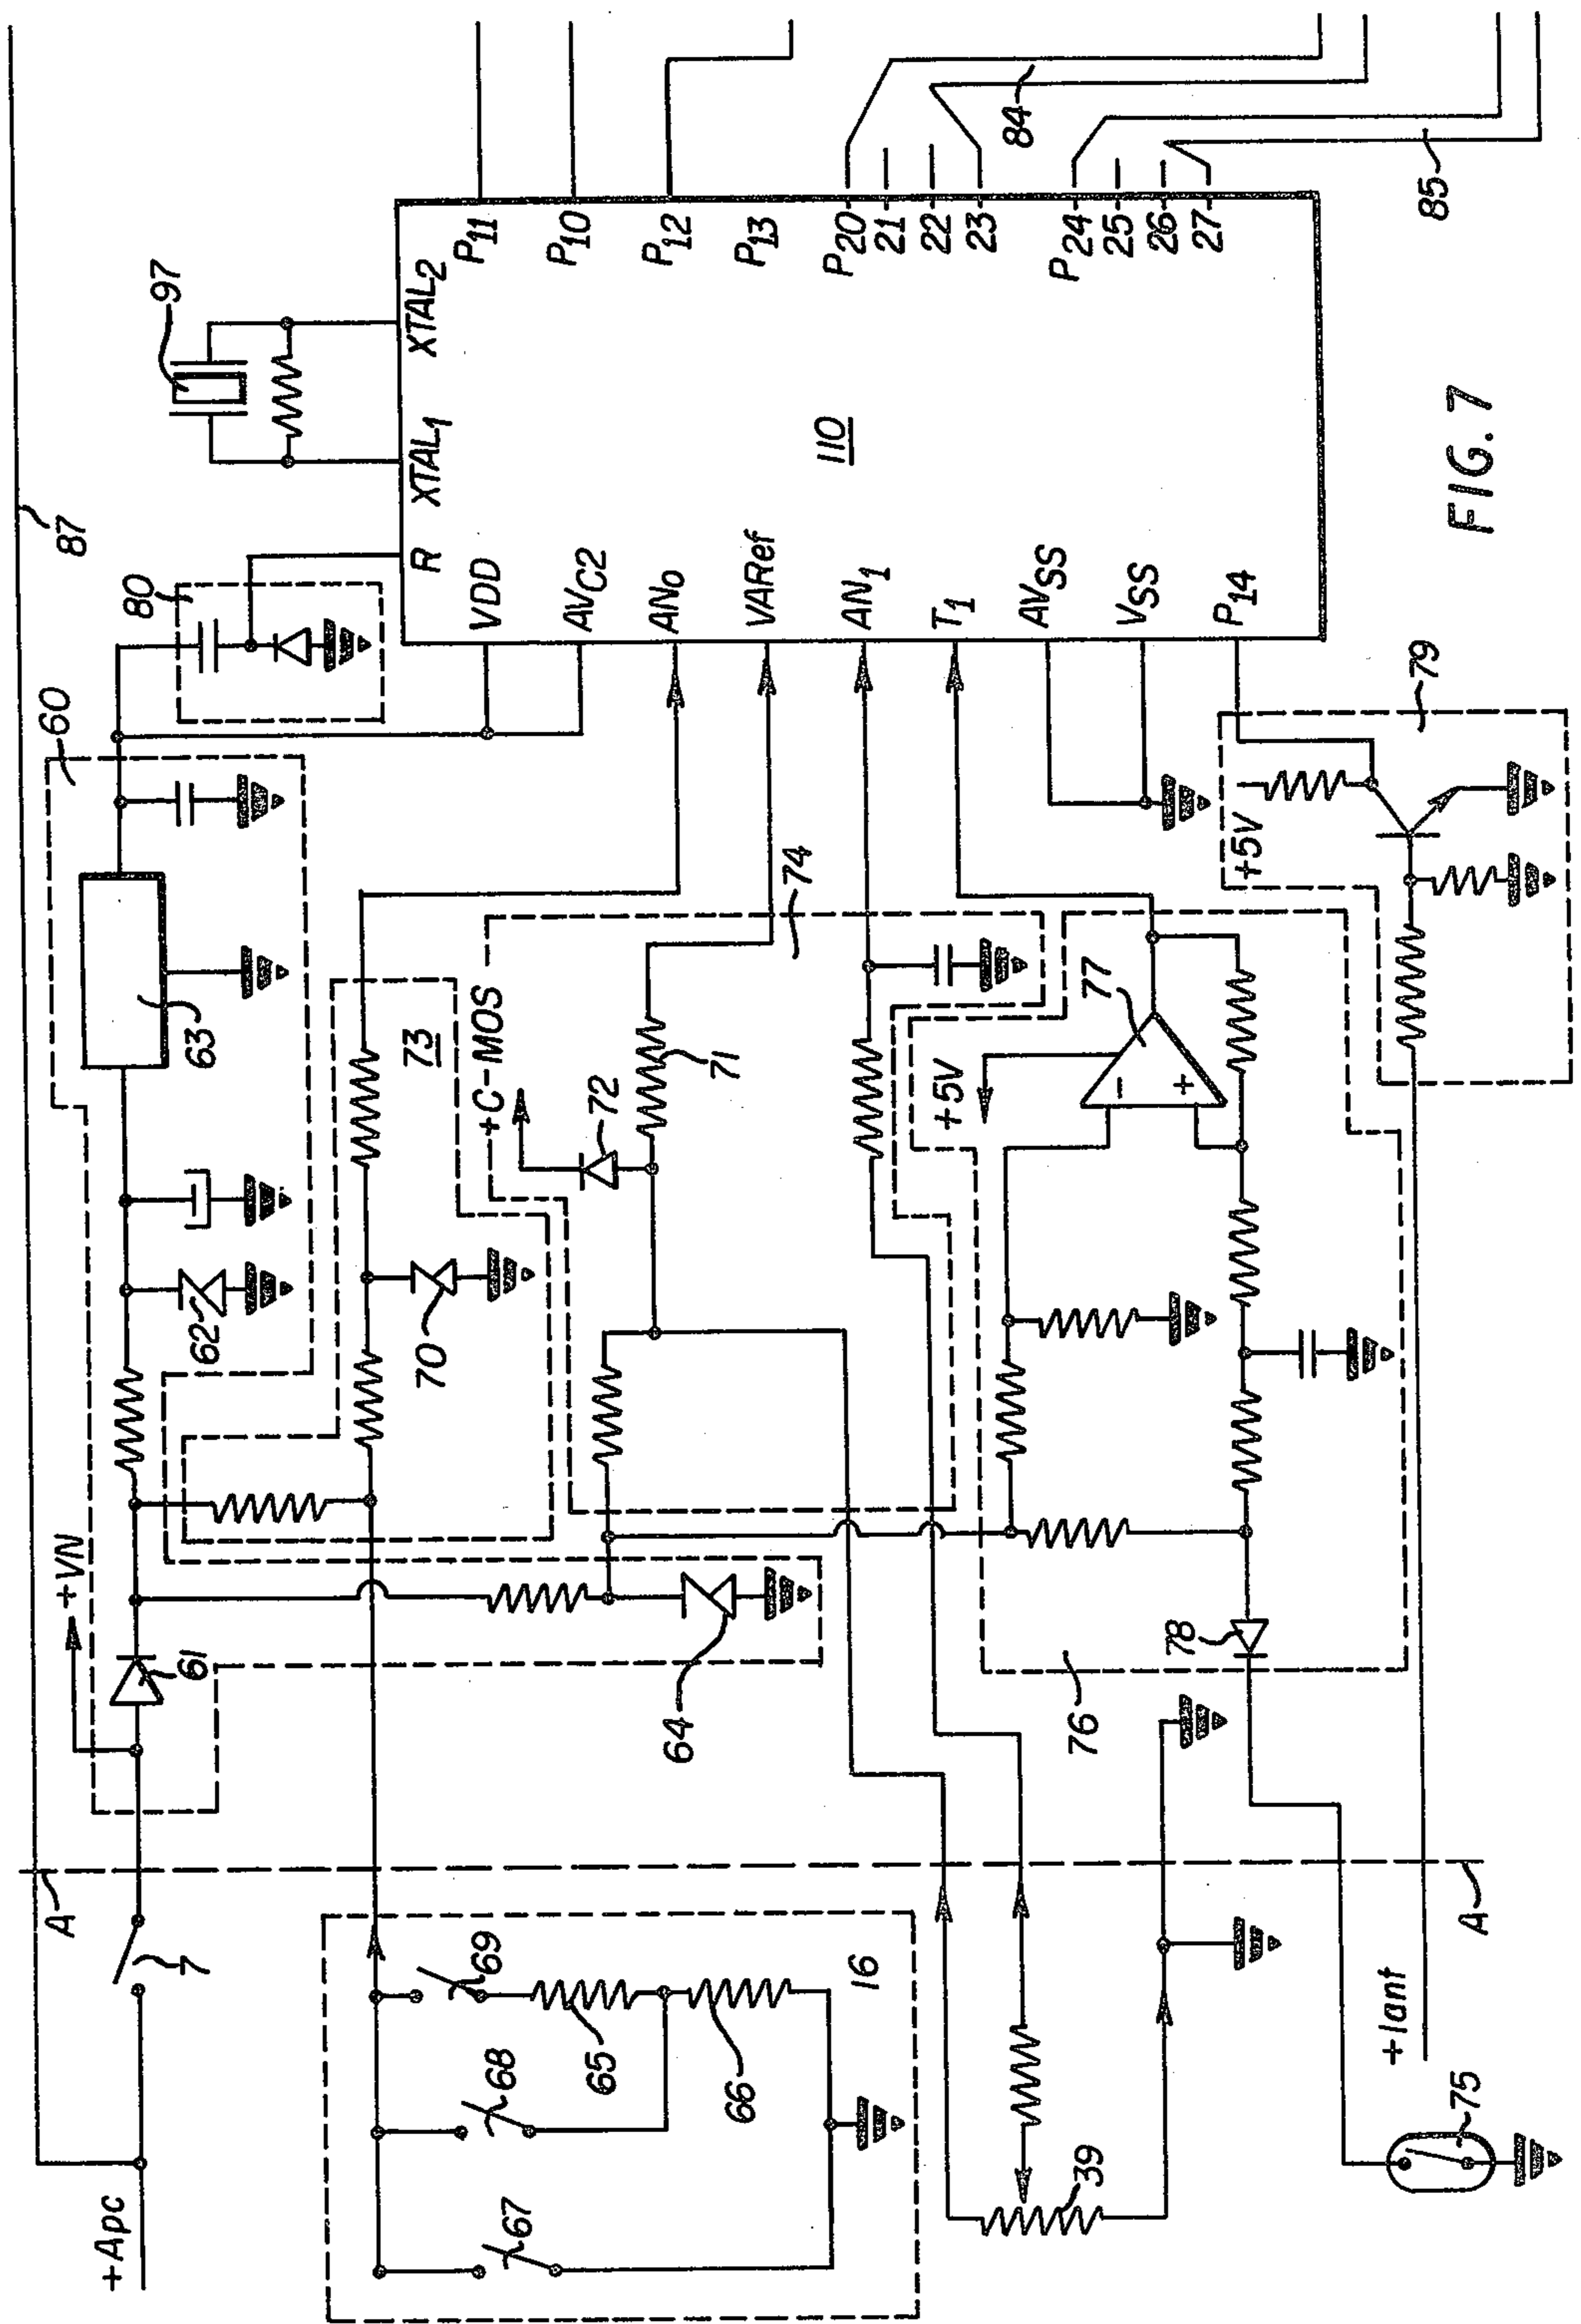 87
A
+Apc
7
+VN
61
60
62
63
80
97
R
XTAL1
XTAL2
VDD
AVC2
AN0
VARef
AN1
T1
AVSS
VSS
P14
110
P11
P10
P12
P13
P20
21
22
23
P24
25
26
27
84
85
73
70
+C-MOS
72
71
74
64
67
68
69
65
66
16
39
76
78
+5V
77
−
+
75
+Iant
A
+5V
79
FIG. 7